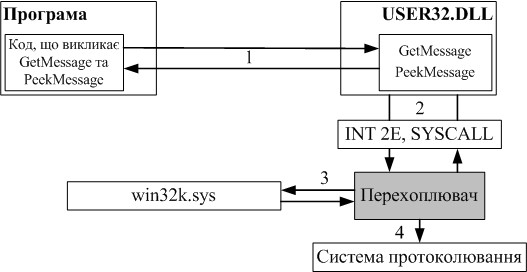 Програма
USER32.DLL
Код, що викликає
GetMessage та
PeekMessage
GetMessage
PeekMessage
1
2
INT 2E, SYSCALL
3
win32k.sys
Перехоплювач
4
Система протоколювання